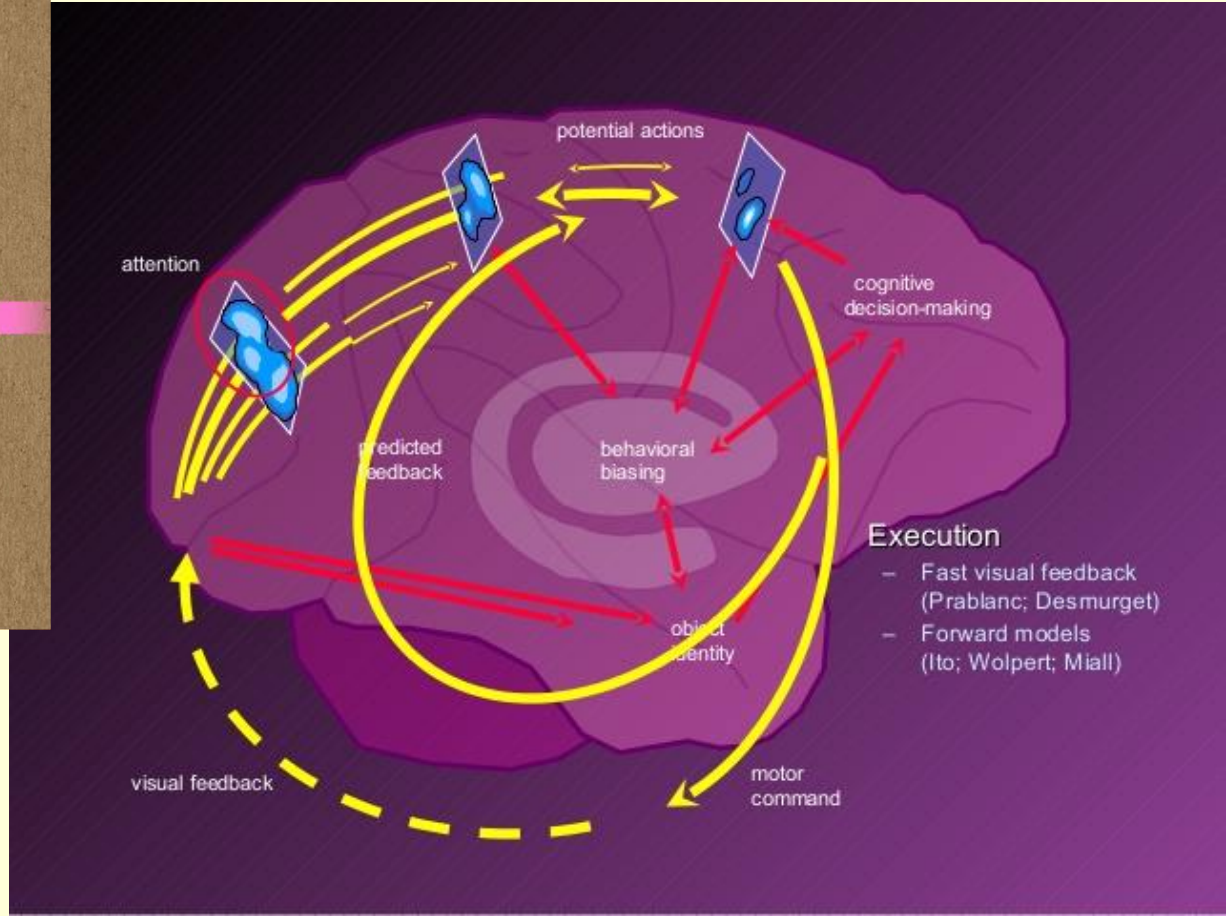 potential actions
attention
cognitive
decision-making
predicted
feedback
behavioral
biasing
Execution
– Fast visual feedback
(Prablanc; Desmurget)
– Forward models
(Ito; Wolpert; Miall)
object
identity
visual feedback
motor
command